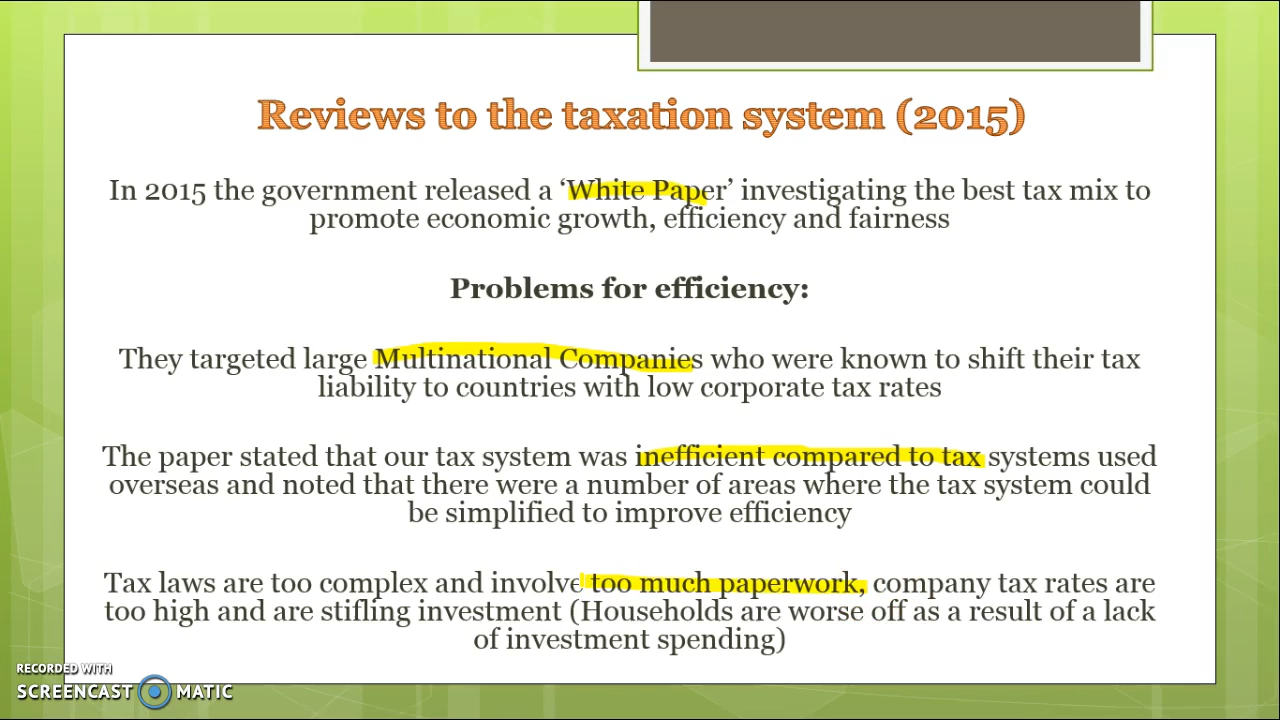 Reviews to the taxation system (2015)
In 2015 the government released a ‘White Paper’ investigating the best tax mix to
promote economic growth, efficiency and fairness
Problems for efficiency:
They targeted large Multinational Companies who were known to shift their tax
liability to countries with low corporate tax rates
The paper stated that our tax system was inefficient compared to tax systems used
overseas and noted that there were a number of areas where the tax system could
be simplified to improve efficiency
Tax laws are too complex and involve too much paperwork, company tax rates are
too high and are stifling investment (Households are worse off as a result of a lack
of investment spending)
RECORDED WITH
SCREENCAST MATIC